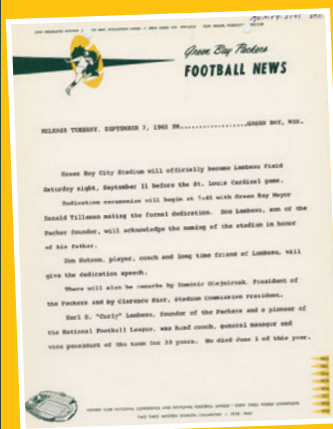 Green Bay Packers
FOOTBALL NEWS
RELEASE TUESDAY, SEPTEMBER 7, 1965 PM..................GREEN BAY, WIS.
Green Bay City Stadium will officially become Lambeau Field
Saturday night, September 11 before the St. Louis Cardinal game.
Dedication ceremonies will begin at 7:45 with Green Bay Mayor
Donald Tilleman making the formal dedication. Don Lambeau, son of the
Packer founder, will acknowledge the naming of the stadium in honor
of his father.
Don Hutson, player, coach and long time friend of Lambeau, will
give the dedication speech.
There will also be remarks by Dominic Olejniczak, President of
the Packers and by Clarence Hier, Stadium Commission President.
Earl L. "Curly" Lambeau, founder of the Packers and a pioneer of
the National Football League, was head coach, general manager and
vice president of the team for 33 years. He died June 1 of this year.